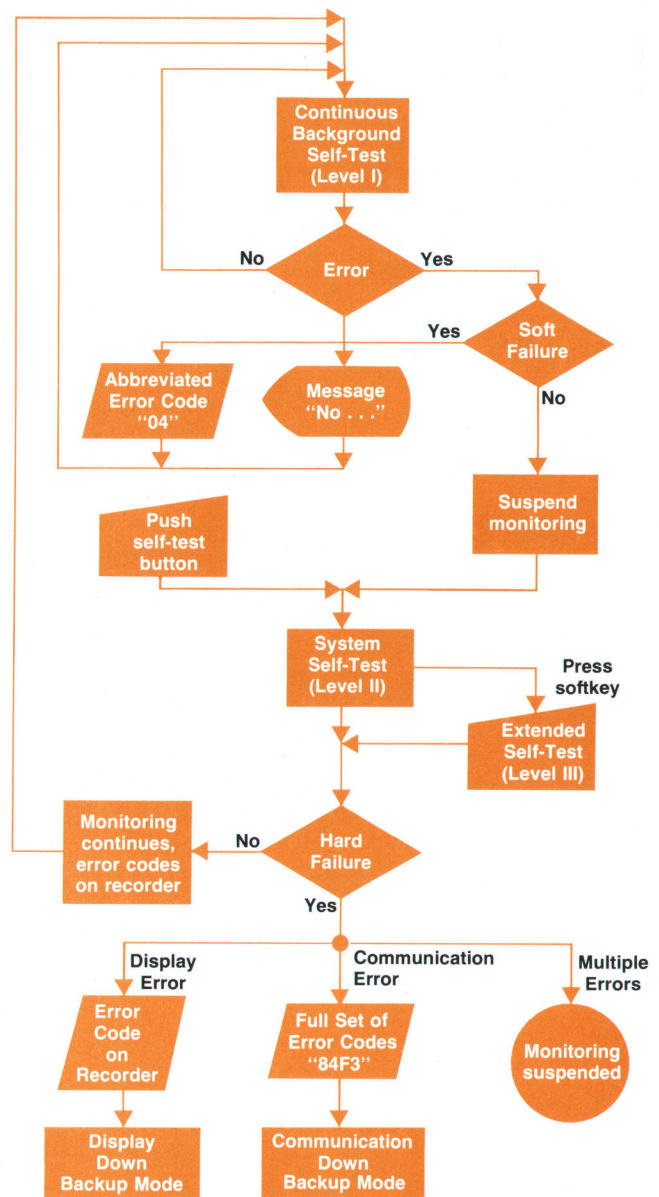 Continuous
Background
Self-Test
(Level I)
No
Error
Yes
Yes
Soft
Failure
No
Abbreviated
Error Code
“04”
Message
“No . . .”
Suspend
monitoring
Push
self-test
button
System
Self-Test
(Level II)
Press
softkey
Extended
Self-Test
(Level III)
Monitoring
continues,
error codes
on recorder
No
Hard
Failure
Yes
Display
Error
Communication
Error
Multiple
Errors
Error
Code
on
Recorder
Full Set of
Error Codes
“84F3”
Monitoring
suspended
Display
Down
Backup Mode
Communication
Down
Backup Mode